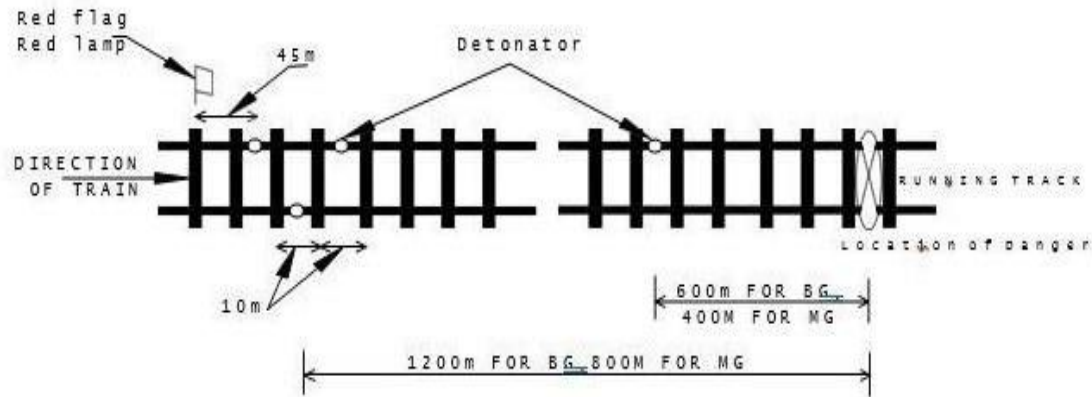 Red flag
Red lamp
45m
Detonator
DIRECTION
OF TRAIN
RUNNING TRACK
Location of Danger
10m
600m FOR BG,
400M FOR MG
1200m FOR BG,800M FOR MG